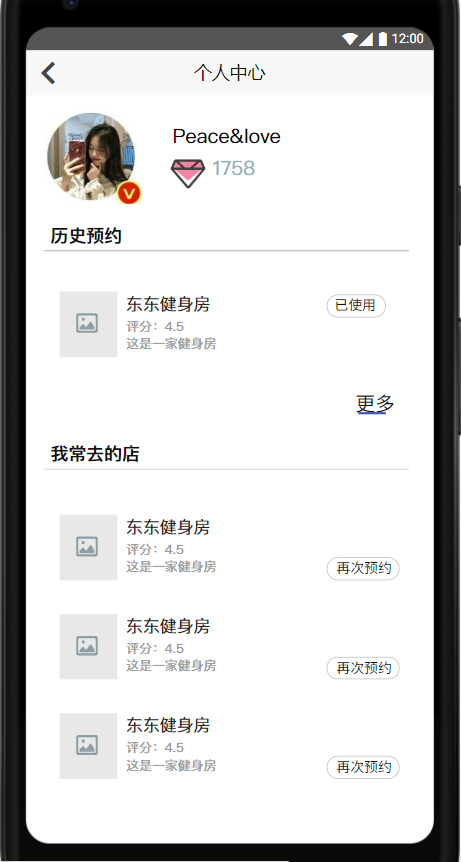 12:00
个人中心
Peace&love
1758
V
历史预约
东东健身房
已使用
评分：4.5
这是一家健身房
更多
我常去的店
东东健身房
评分：4.5
这是一家健身房
再次预约
东东健身房
评分：4.5
这是一家健身房
再次预约
东东健身房
评分：4.5
这是一家健身房
再次预约